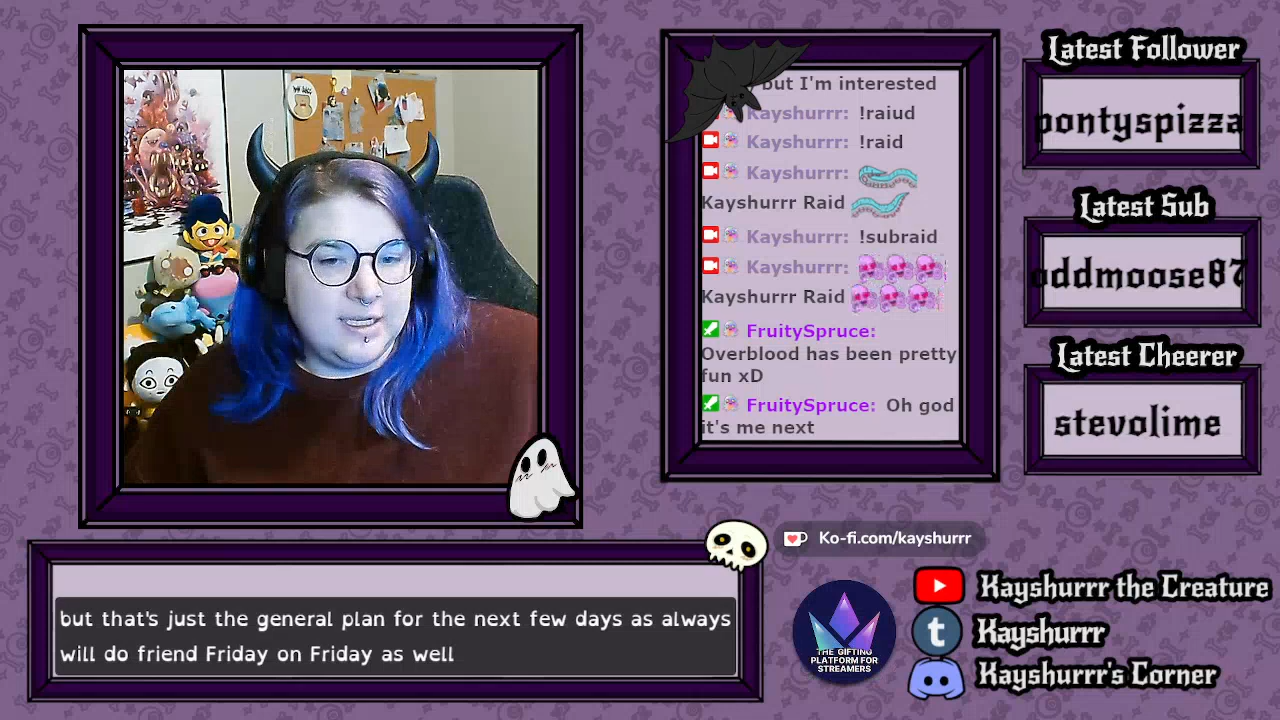 but I'm interested
Kayshurrr: !raiud
Kayshurrr: !raid
Kayshurrr:
Kayshurrr Raid
Kayshurrr: !subraid
Kayshurrr:
Kayshurrr Raid
FruitySpruce:
Overblood has been pretty
fun xD
FruitySpruce: Oh god
it's me next
Latest Follower
pontyspizza
Latest Sub
oddmoose87
Latest Cheerer
stevolime
but that's just the general plan for the next few days as always
will do friend Friday on Friday as well
Ko-fi.com/kayshurrr
THE GIFTING
PLATFORM FOR
STREAMERS
Kayshurrr the Creature
t
Kayshurrr
Kayshurrr's Corner